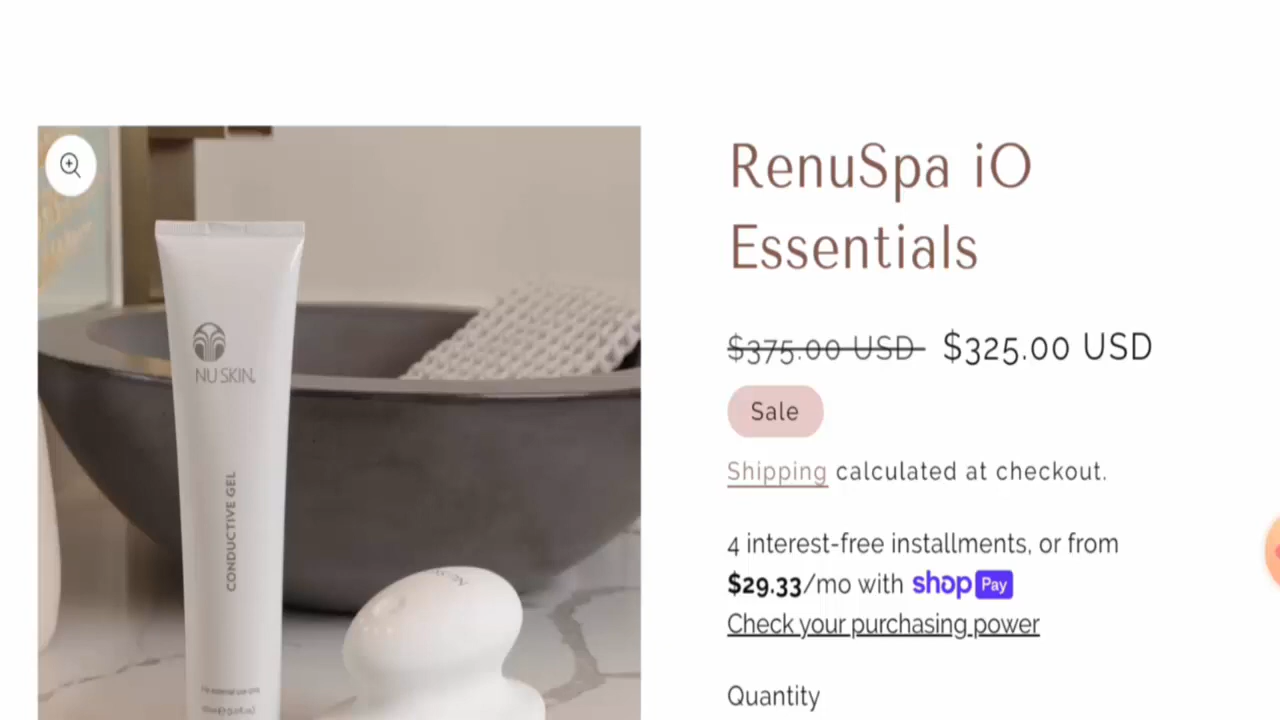 RenuSpa iO
Essentials
$375.00 USD $325.00 USD
Sale
Shipping calculated at checkout.
4 interest-free installments, or from
$29.33/mo with shop Pay
Check your purchasing power
Quantity
NU SKIN.
CONDUCTIVE GEL